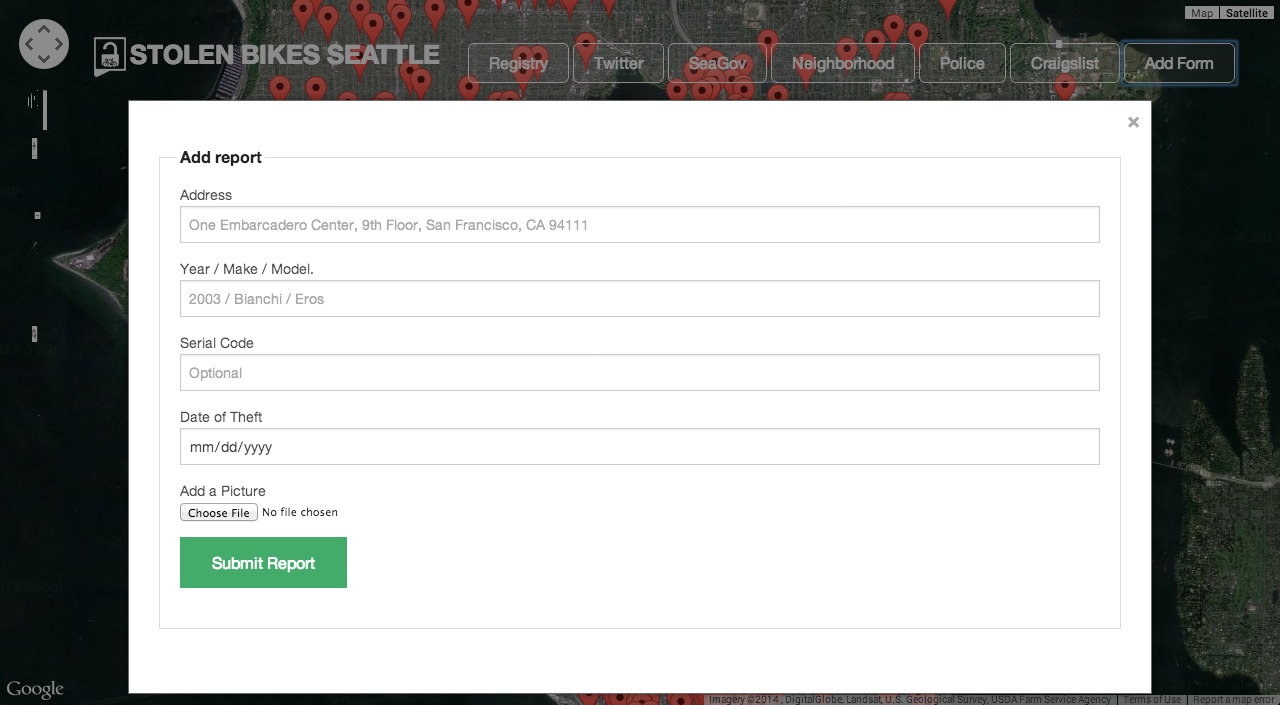 Map Satellite
STOLEN BIKES SEATTLE
Registry Twitter SeaGov Neighborhood Police Craigslist Add Form
×
Add report
Address
One Embarcadero Center, 9th Floor, San Francisco, CA 94111
Year / Make / Model.
2003 / Bianchi / Eros
Serial Code
Optional
Date of Theft
mm/dd/yyyy
Add a Picture
Choose File No file chosen
Submit Report
Google
Imagery ©2014 , DigitalGlobe, Landsat, U.S. Geological Survey, USDA Farm Service Agency Terms of Use Report a map error